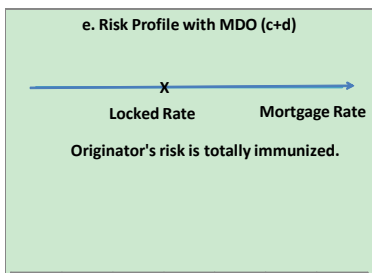 e. Risk Profile with MDO (c+d)
X
Locked Rate Mortgage Rate
Originator's risk is totally immunized.